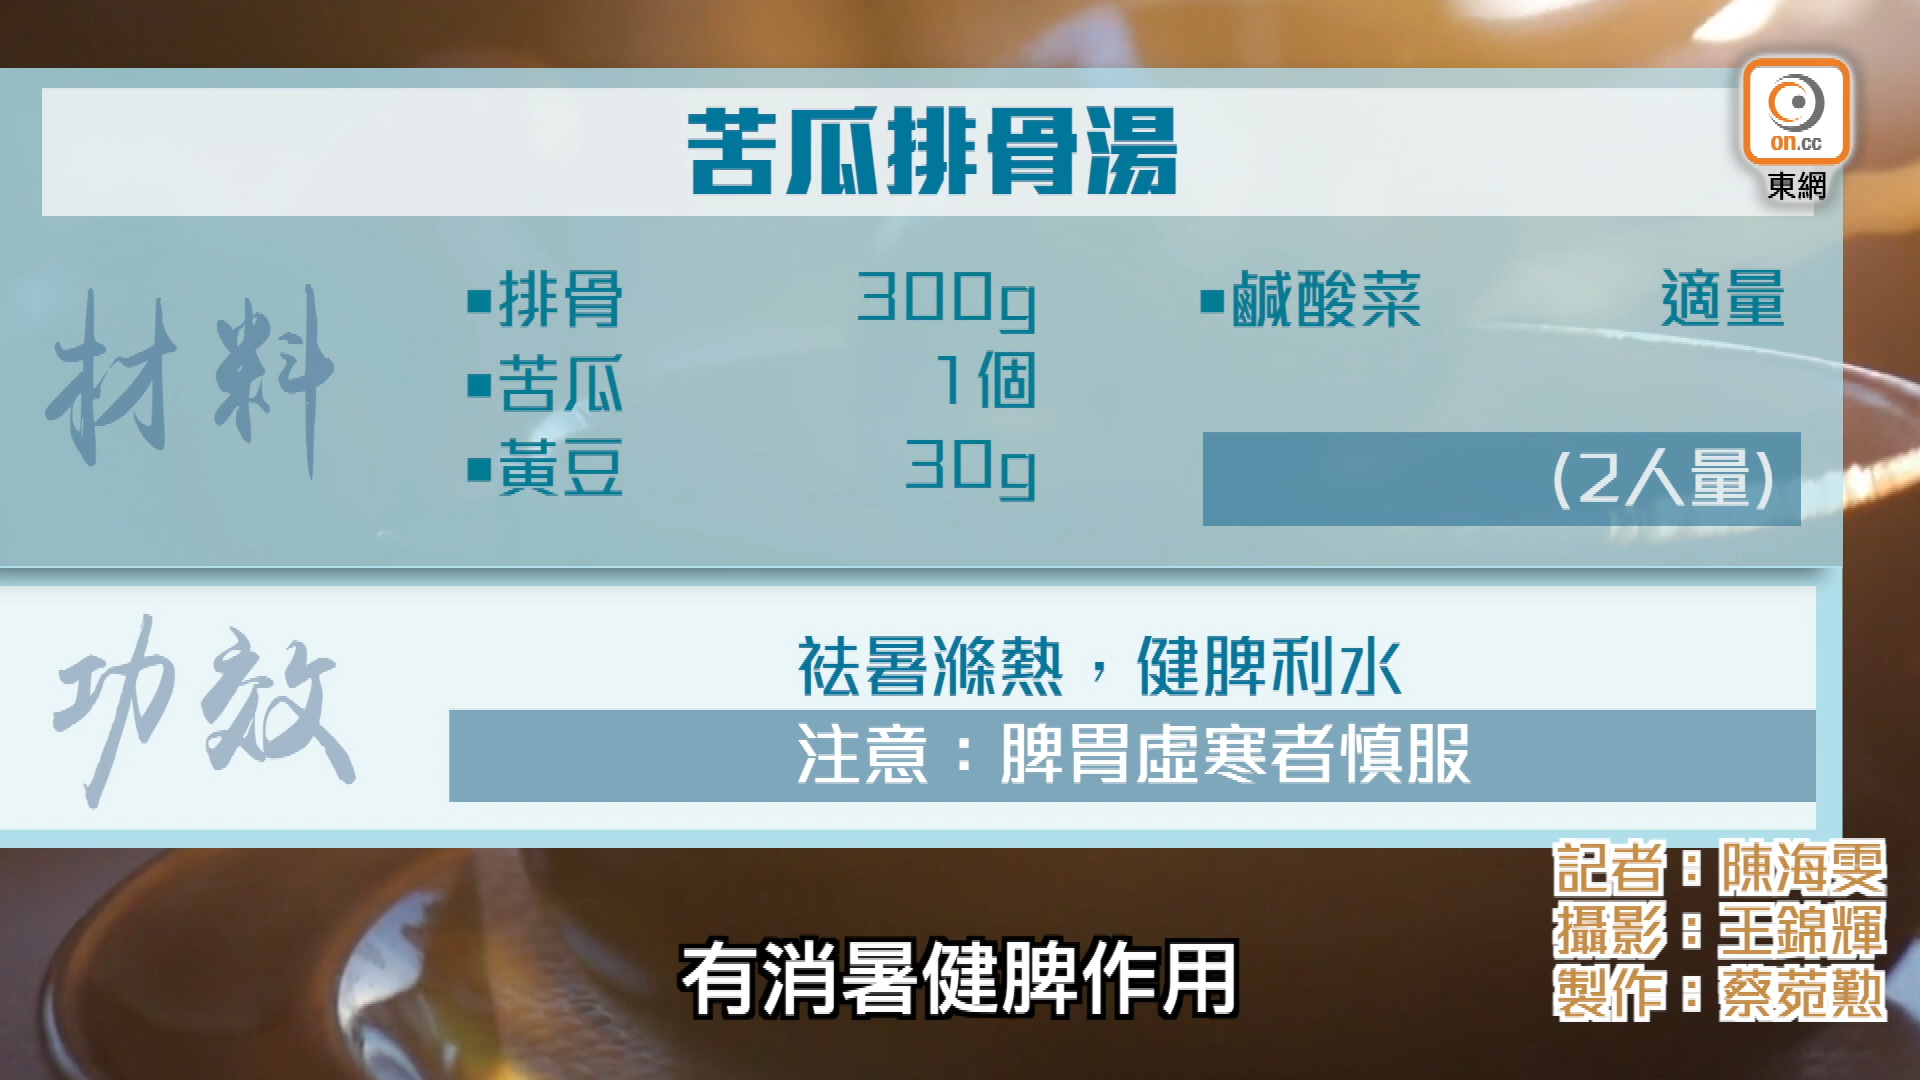 苦瓜排骨湯
on.cc
東網
材料
▪排骨 300g
▪苦瓜 1個
▪黃豆 30g
▪鹹酸菜 適量
(2人量)
功效
祛暑滌熱，健脾利水
注意：脾胃虛寒者慎服
記者：陳海雯
攝影：王錦輝
製作：蔡菀勤
有消暑健脾作用